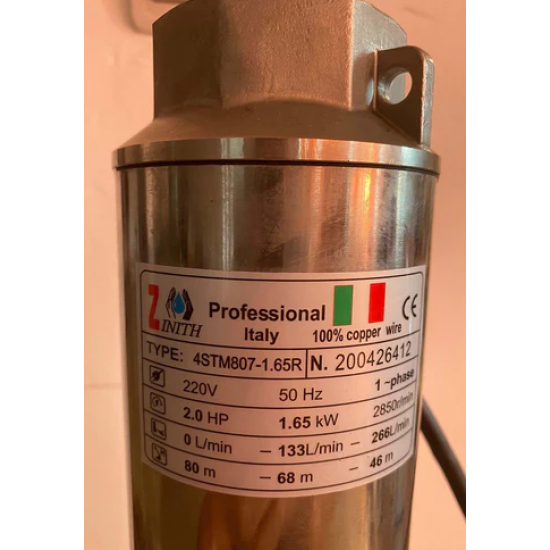 ZINITH
Professional
Italy
100% copper wire
CE
TYPE: 4STM807-1.65R N. 200426412
220V 50 Hz 1 ~phase
2.0 HP 1.65 kW 2850r/min
0 L/min – 133L/min – 266L/min
80 m – 68 m – 46 m